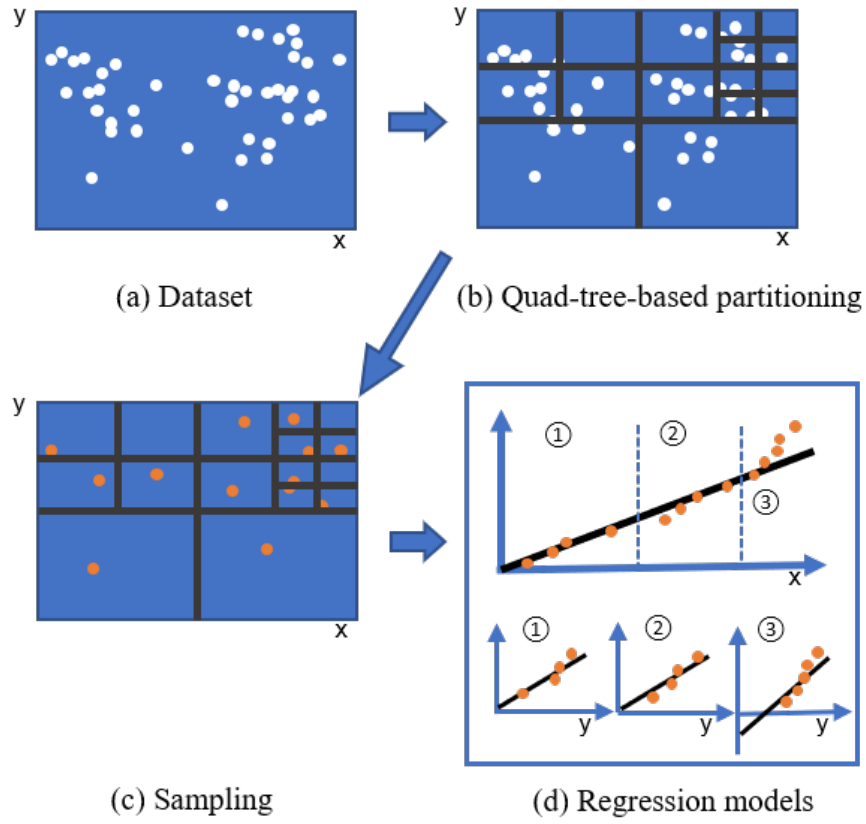 y
x
(a) Dataset
x
(b) Quad-tree-based partitioning
y
x
(c) Sampling
① ②
③
x
① ② ③
y y y
(d) Regression models